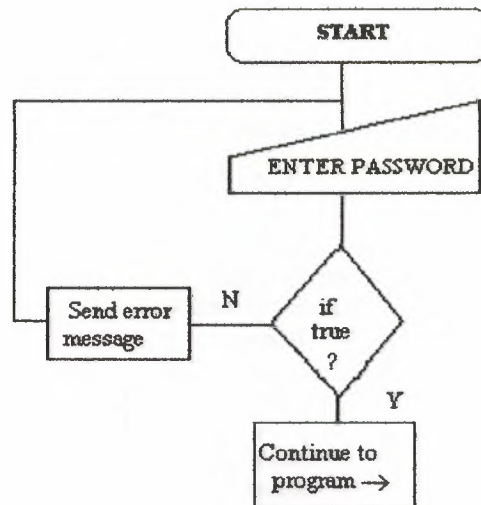 START
ENTER PASSWORD
if
true
?
N
Send error
message
Y
Continue to
program →